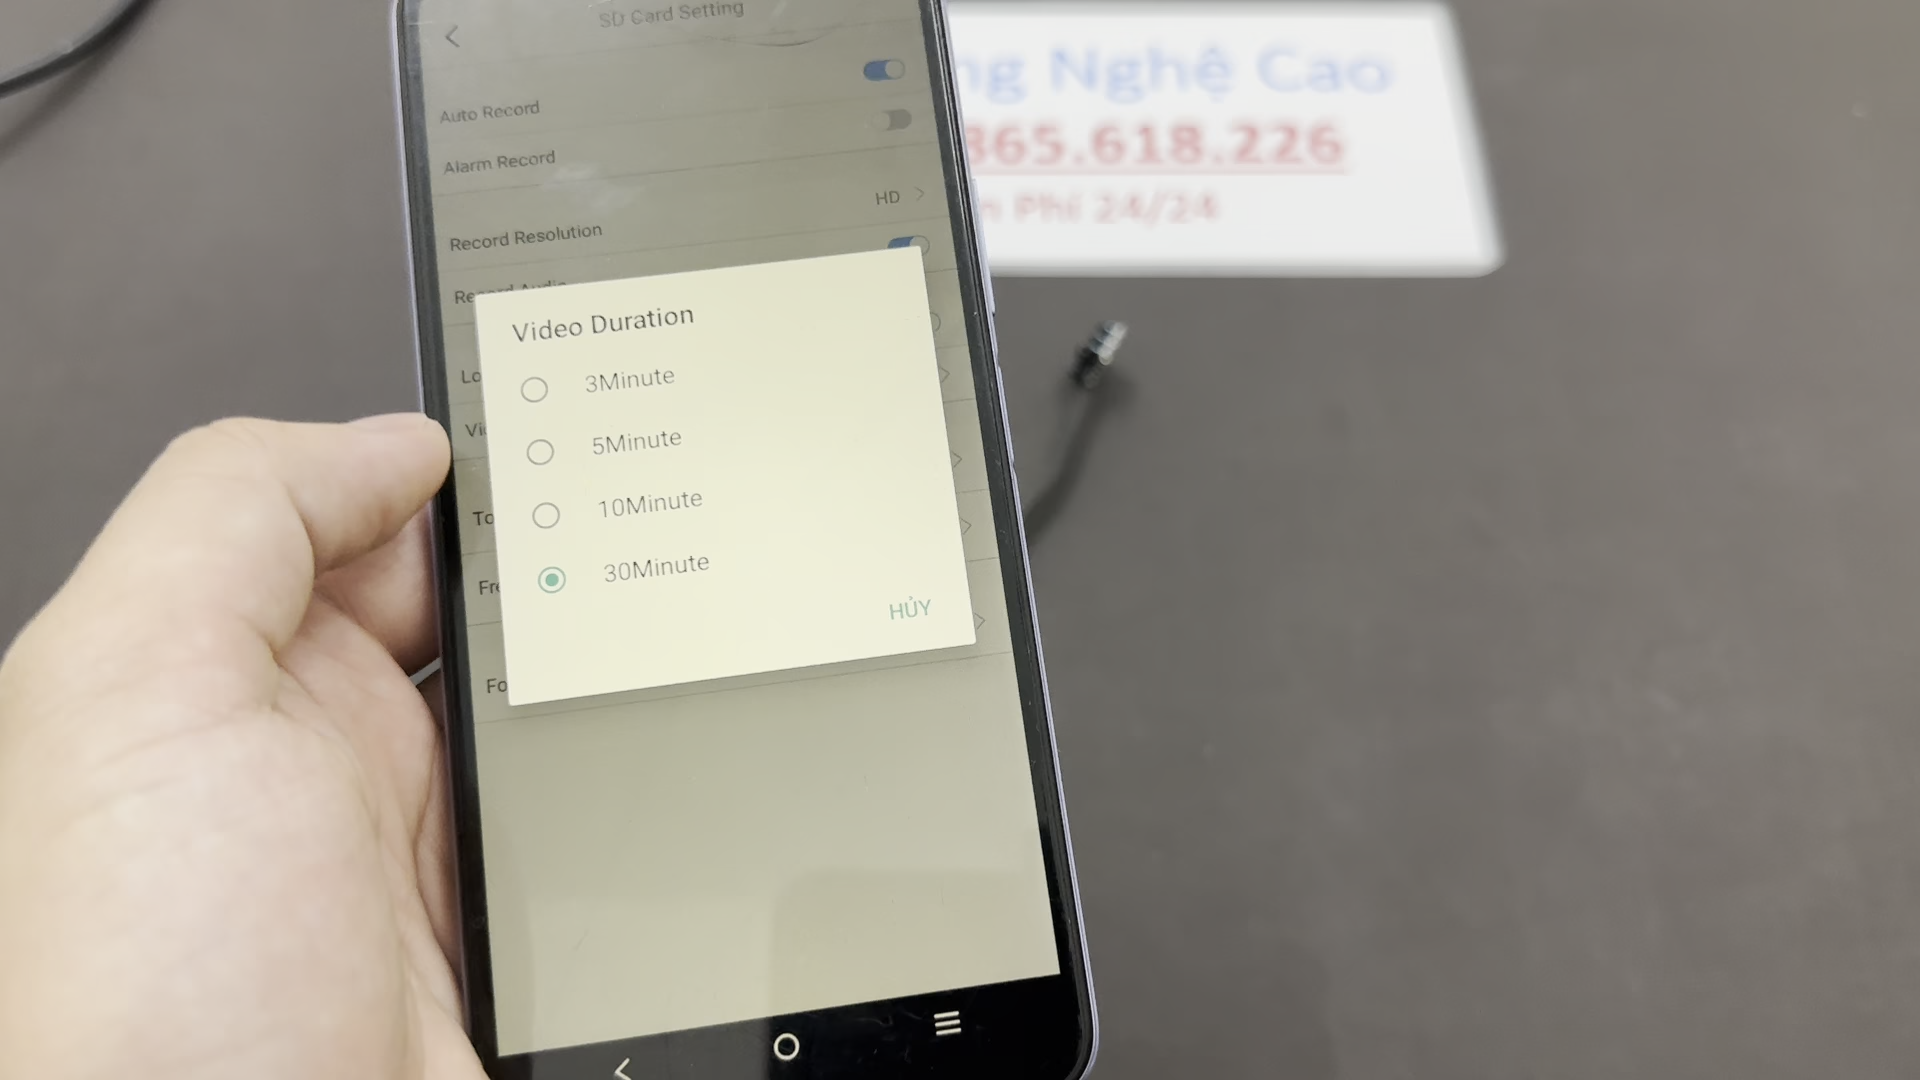 SD Card Setting
ng Nghệ Cao
865.618.226
Phí 24/24
Auto Record
Alarm Record
HD
Record Resolution
Record Audio
Video Duration
3Minute
5Minute
10Minute
30Minute
HỦY